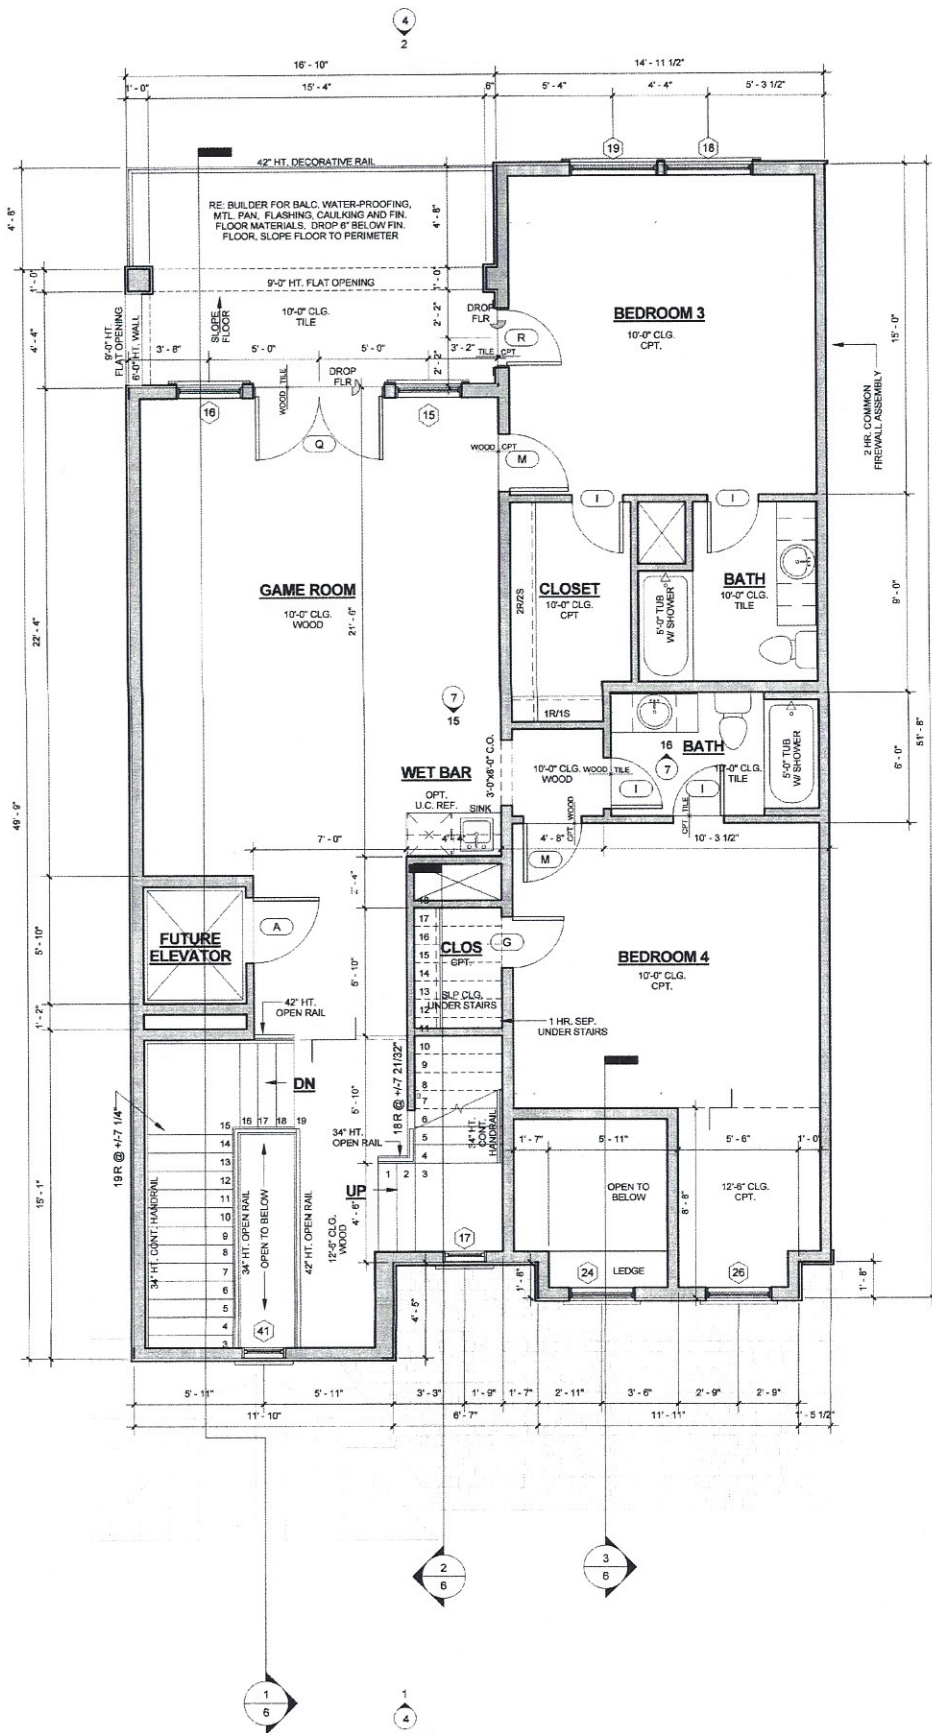 4
2
16' - 10"
14' - 11 1/2"
1' - 0"
15' - 4"
6"
5' - 4"
4' - 4"
5' - 3 1/2"
19
18
42" HT. DECORATIVE RAIL
RE: BUILDER FOR BALC. WATER-PROOFING,
MTL. PAN, FLASHING, CAULKING AND FIN.
FLOOR MATERIALS, DROP 6" BELOW FIN.
FLOOR, SLOPE FLOOR TO PERIMETER
4' - 8"
4' - 8"
1' - 0"
1' - 0"
9'-0" HT. FLAT OPENING
10'-0" CLG.
TILE
SLOPE
FLOOR
9'-0" HT.
FLAT OPENING
6'-0" HT. WALL
4' - 4"
2' - 2"
2' - 2"
DROP
FLR
R
TILE
CPT
3' - 8"
5' - 0"
5' - 0"
3' - 2"
DROP
FLR
WOOD
TILE
16
Q
15
BEDROOM 3
10'-0" CLG.
CPT.
15' - 0"
2 HR. COMMON
FIREWALL ASSEMBLY
WOOD
CPT
M
I
I
GAME ROOM
10'-0" CLG.
WOOD
21' - 6"
22' - 4"
CLOSET
10'-0" CLG.
CPT
2R/2S
1R/1S
BATH
10'-0" CLG.
TILE
5'-0" TUB
W/ SHOWER
9' - 0"
7
15
WET BAR
OPT.
U.C. REF.
SINK
3'-0"x8'-0" C.O.
10'-0" CLG.
WOOD
WOOD
TILE
16
7
BATH
10'-0" CLG.
TILE
5'-0" TUB
W/ SHOWER
I
I
CPT
WOOD
CPT
TILE
6' - 0"
51' - 8"
49' - 9"
7' - 0"
4' - 4"
4' - 8"
10' - 3 1/2"
M
FUTURE
ELEVATOR
A
5' - 10"
1' - 2"
5' - 10"
18
17
16
15
14
13
12
11
CLOS
CPT.
SLP CLG.
UNDER STAIRS
G
BEDROOM 4
10'-0" CLG.
CPT.
1 HR. SEP.
UNDER STAIRS
42" HT.
OPEN RAIL
DN
19 R @ +/-7 1/4"
18 R @ +/-7 21/32"
5' - 10"
10
9
8
7
6
5
4
3
2
1
34" HT.
OPEN RAIL
34" HT.
CONT.
HANDRAIL
UP
15
16
17
18
19
14
13
12
11
10
9
8
7
6
5
4
3
34" HT. CONT. HANDRAIL
34" HT. OPEN RAIL
OPEN TO BELOW
42" HT. OPEN RAIL
12'-6" CLG.
WOOD
4' - 6"
15' - 1"
1' - 7"
5' - 11"
5' - 6"
1' - 0"
OPEN TO
BELOW
12'-6" CLG.
CPT.
17
24
LEDGE
26
1' - 8"
1' - 8"
4' - 5"
41
5' - 11"
5' - 11"
3' - 3"
1' - 9"
1' - 7"
2' - 11"
3' - 6"
2' - 9"
2' - 9"
11' - 10"
6' - 7"
11' - 11"
1' - 5 1/2"
2
6
3
6
1
6
1
4